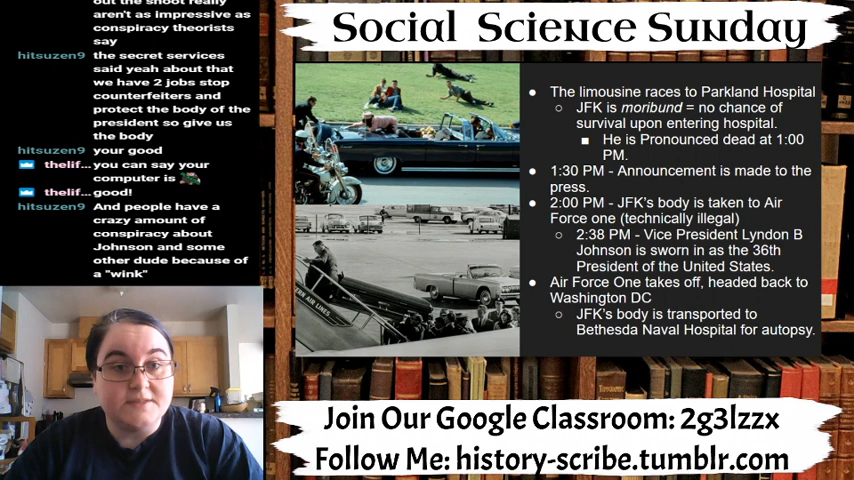 out the shoot really
aren't as impressive as
conspiracy theorists
say
hitsuzen9 the secret services
said yeah about that
we have 2 jobs stop
counterfeiters and
protect the body of the
president so give us
the body
hitsuzen9 your good
thelif... you can say your
computer is
thelif... good!
hitsuzen9 And people have a
crazy amount of
conspiracy about
Johnson and some
other dude because of
a "wink"
Social Science Sunday
• The limousine races to Parkland Hospital
○ JFK is moribund = no chance of
survival upon entering hospital.
■ He is Pronounced dead at 1:00
PM.
• 1:30 PM - Announcement is made to the
press.
• 2:00 PM - JFK's body is taken to Air
Force one (technically illegal)
○ 2:38 PM - Vice President Lyndon B
Johnson is sworn in as the 36th
President of the United States.
• Air Force One takes off, headed back to
Washington DC
○ JFK's body is transported to
Bethesda Naval Hospital for autopsy.
ERN AIR LINES
Join Our Google Classroom: 2g3lzzx
Follow Me: history-scribe.tumblr.com